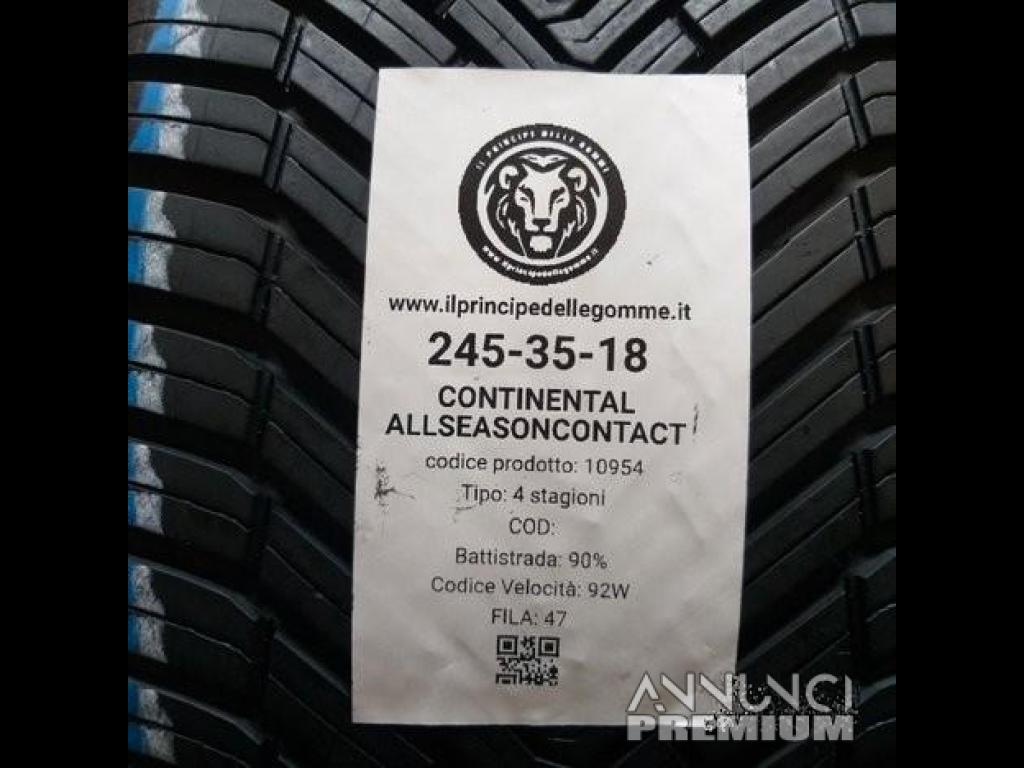 IL PRINCIPE DELLE GOMME
www.ilprincipedellegomme.it
www.ilprincipedellegomme.it
245-35-18
CONTINENTAL
ALLSEASONCONTACT
codice prodotto: 10954
Tipo: 4 stagioni
COD:
Battistrada: 90%
Codice Velocità: 92W
FILA: 47
ANNUNCI
PREMIUM